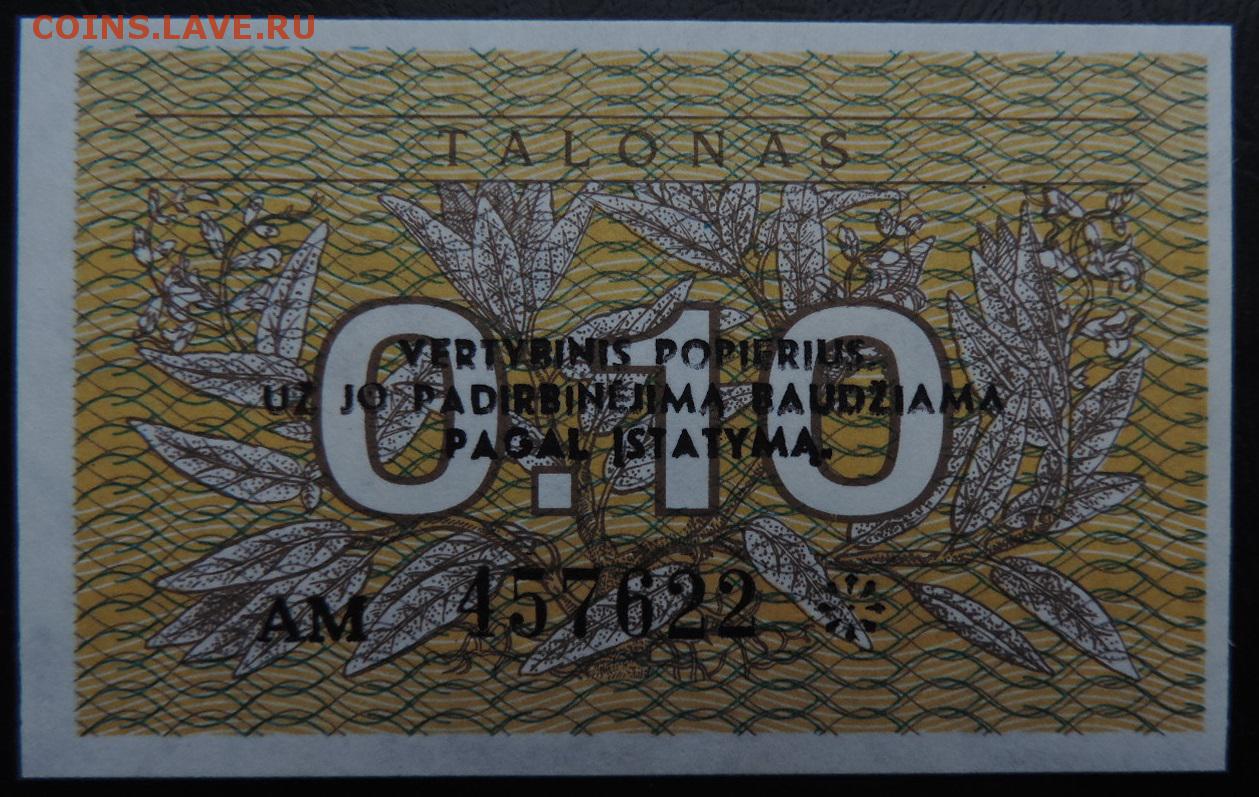 COINS.LAVE.RU
TALONAS
0.10
VERTYBINIS POPIERIUS.
UŽ JO PADIRBINĖJIMĄ BAUDŽIAMA
PAGAL ĮSTATYMĄ.
AM 457622